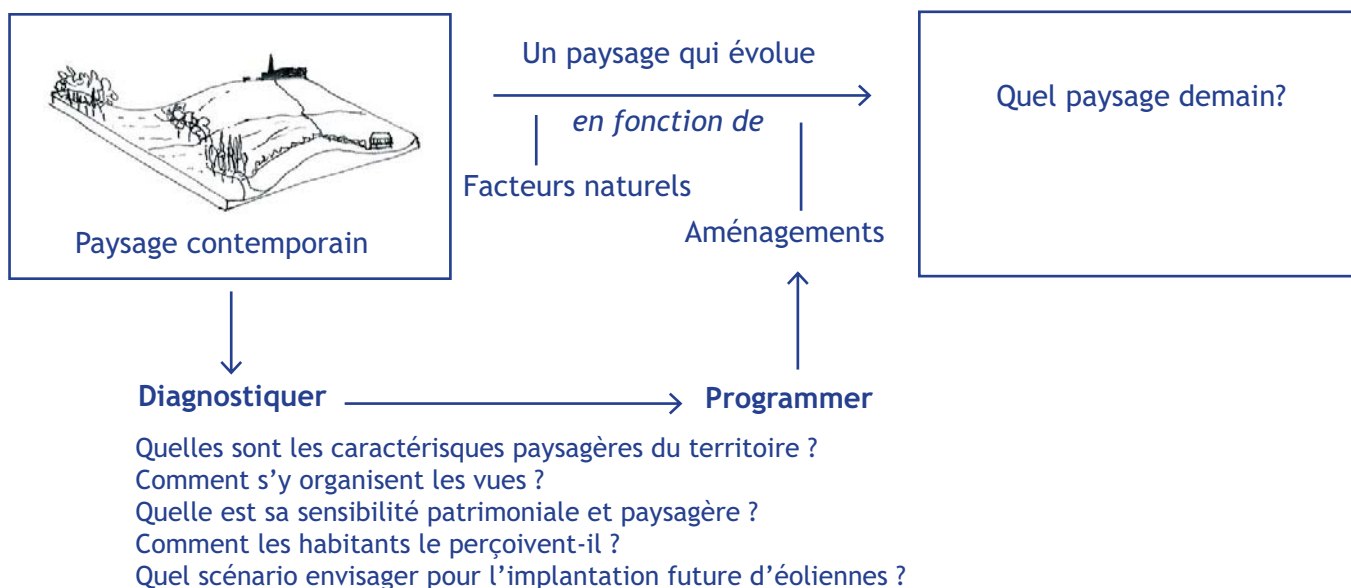 Un paysage qui évolue
en fonction de
Facteurs naturels
Aménagements
Paysage contemporain
Quel paysage demain?
Diagnostiquer
Programmer
Quelles sont les caractérisques paysagères du territoire ?
Comment s'y organisent les vues ?
Quelle est sa sensibilité patrimoniale et paysagère ?
Comment les habitants le perçoivent-il ?
Quel scénario envisager pour l'implantation future d'éoliennes ?